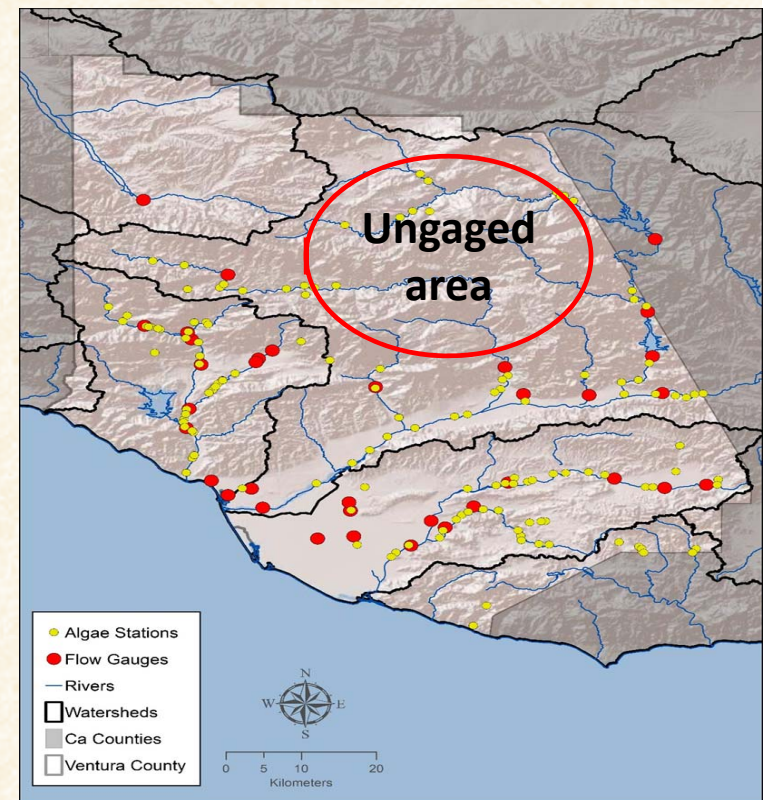 Ungaged
area
Algae Stations
Flow Gauges
Rivers
Watersheds
Ca Counties
Ventura County
N
W E
S
0 5 10 20
Kilometers